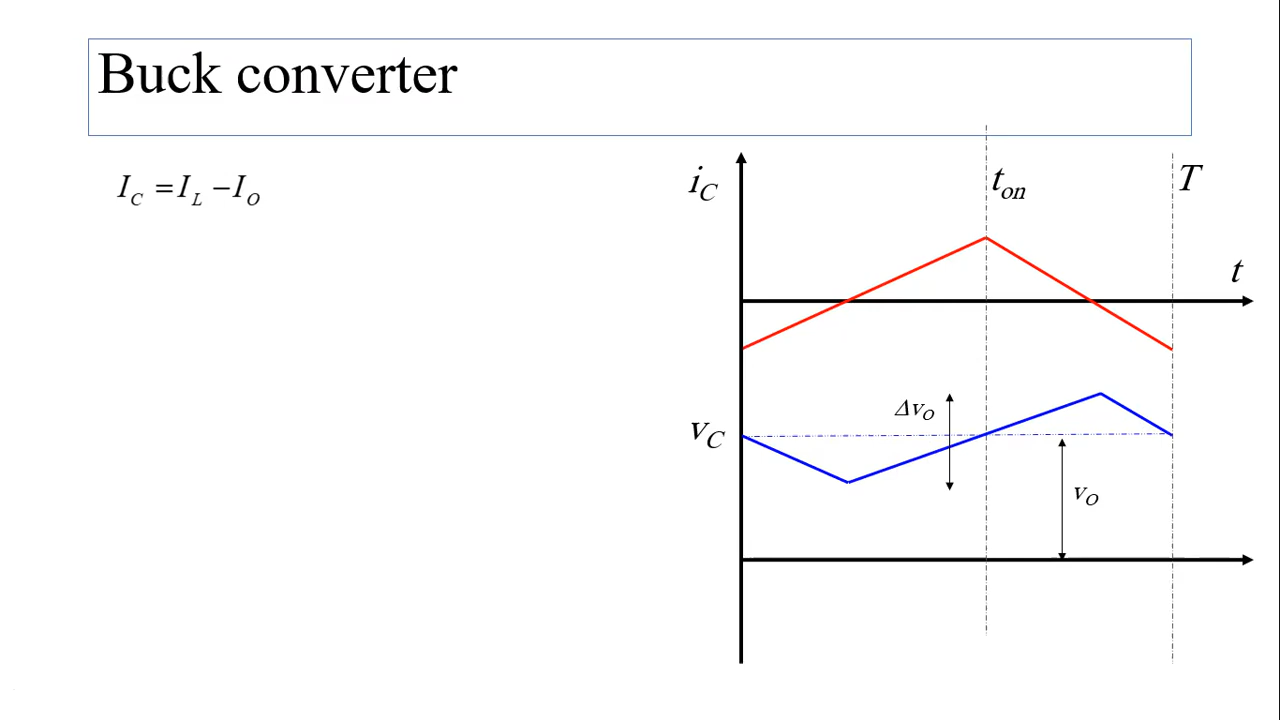 Buck converter
I_C = I_L − I_O
i_C
t_on
T
t
Δv_O
v_C
v_O